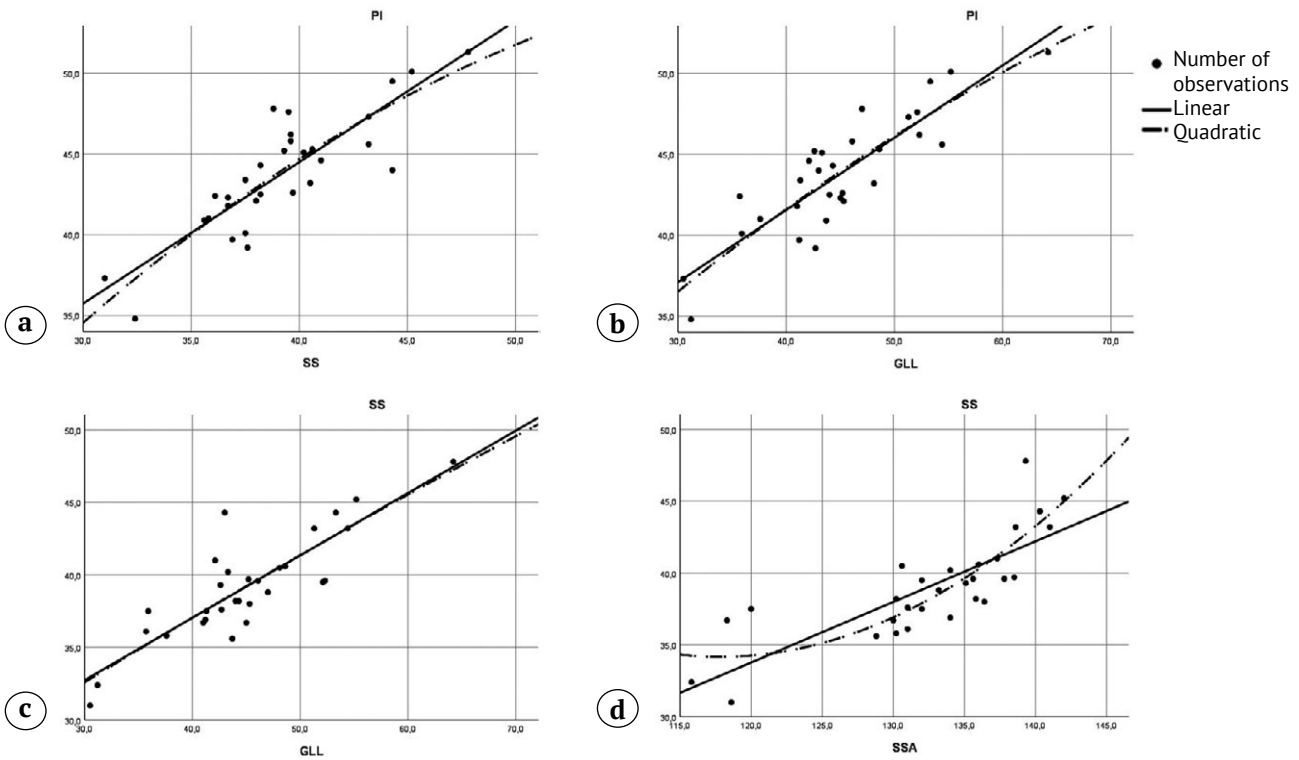 PI
50,0
45,0
40,0
35,0
30,0
35,0
40,0
45,0
50,0
SS
a
PI
50,0
45,0
40,0
35,0
30,0
40,0
50,0
60,0
70,0
GLL
b
Number of
observations
Linear
Quadratic
SS
50,0
45,0
40,0
35,0
30,0
30,0
40,0
50,0
60,0
70,0
GLL
c
SS
50,0
45,0
40,0
35,0
30,0
115,0
120,0
125,0
130,0
135,0
140,0
145,0
SSA
d